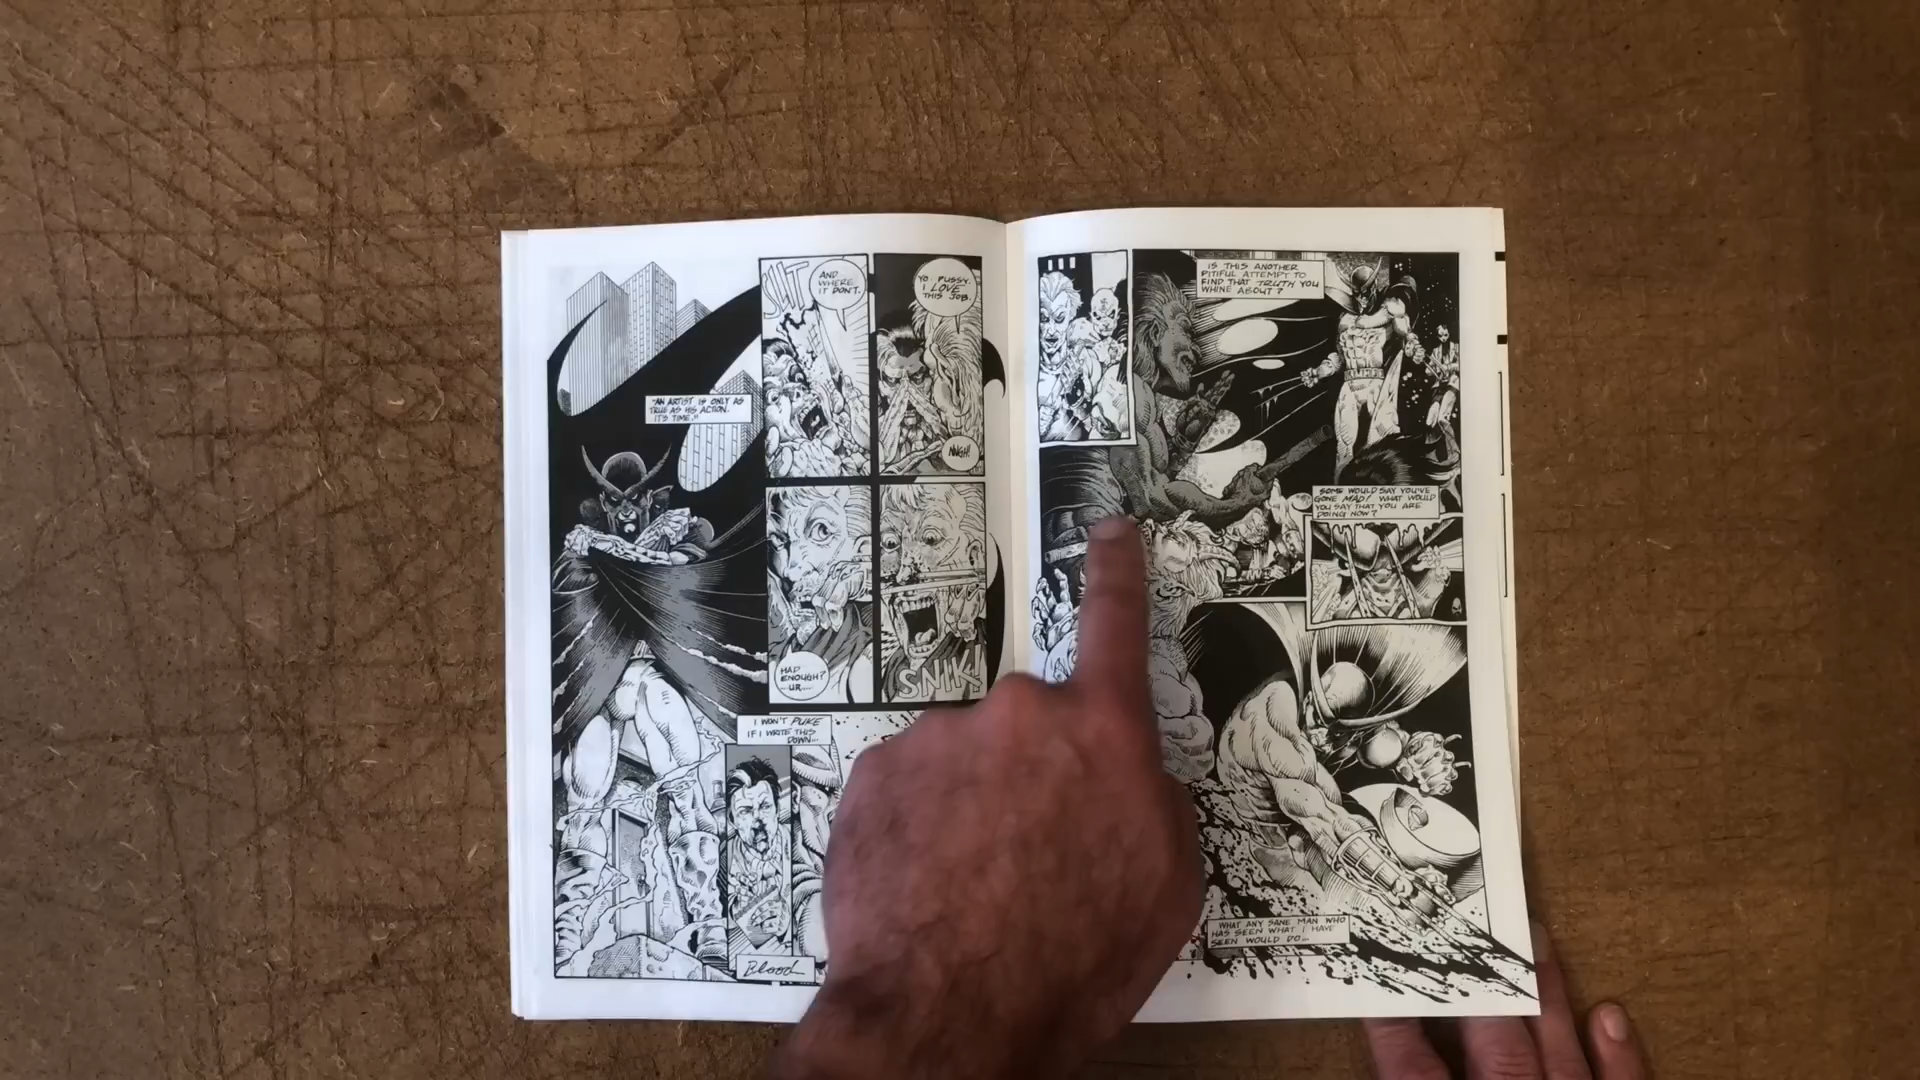 SHIT
AND
WHERE
IT DON'T.
YO, PUSSY.
I LOVE
THIS JOB.
"AN ARTIST IS ONLY AS
TRUE AS HIS ACTION.
IT'S TIME."
NNGH!
HAD
ENOUGH?
UR
SNIK!
I WON'T PUKE
IF I WRITE THIS
DOWN...
Blood
IS THIS ANOTHER
PITIFUL ATTEMPT TO
FIND THAT TRUTH YOU
WHINE ABOUT?
SOME WOULD SAY YOU'VE
GONE MAD! WHAT WOULD
YOU SAY THAT YOU ARE
DOING NOW?
WHAT ANY SANE MAN WHO
HAS SEEN WHAT I HAVE
SEEN WOULD DO...